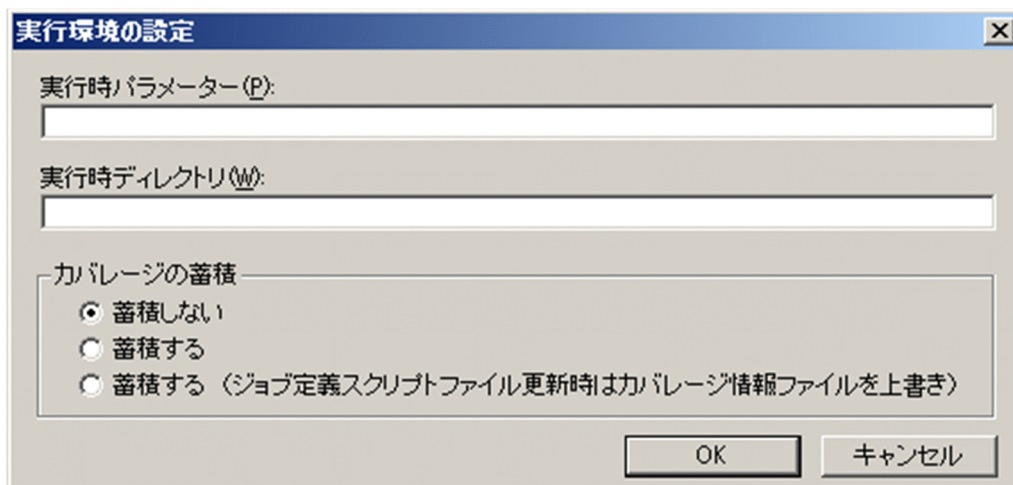 実行環境の設定
実行時パラメーター(P):
実行時ディレクトリ(W):
カバレージの蓄積
蓄積しない
蓄積する
蓄積する（ジョブ定義スクリプトファイル更新時はカバレージ情報ファイルを上書き）
OK キャンセル